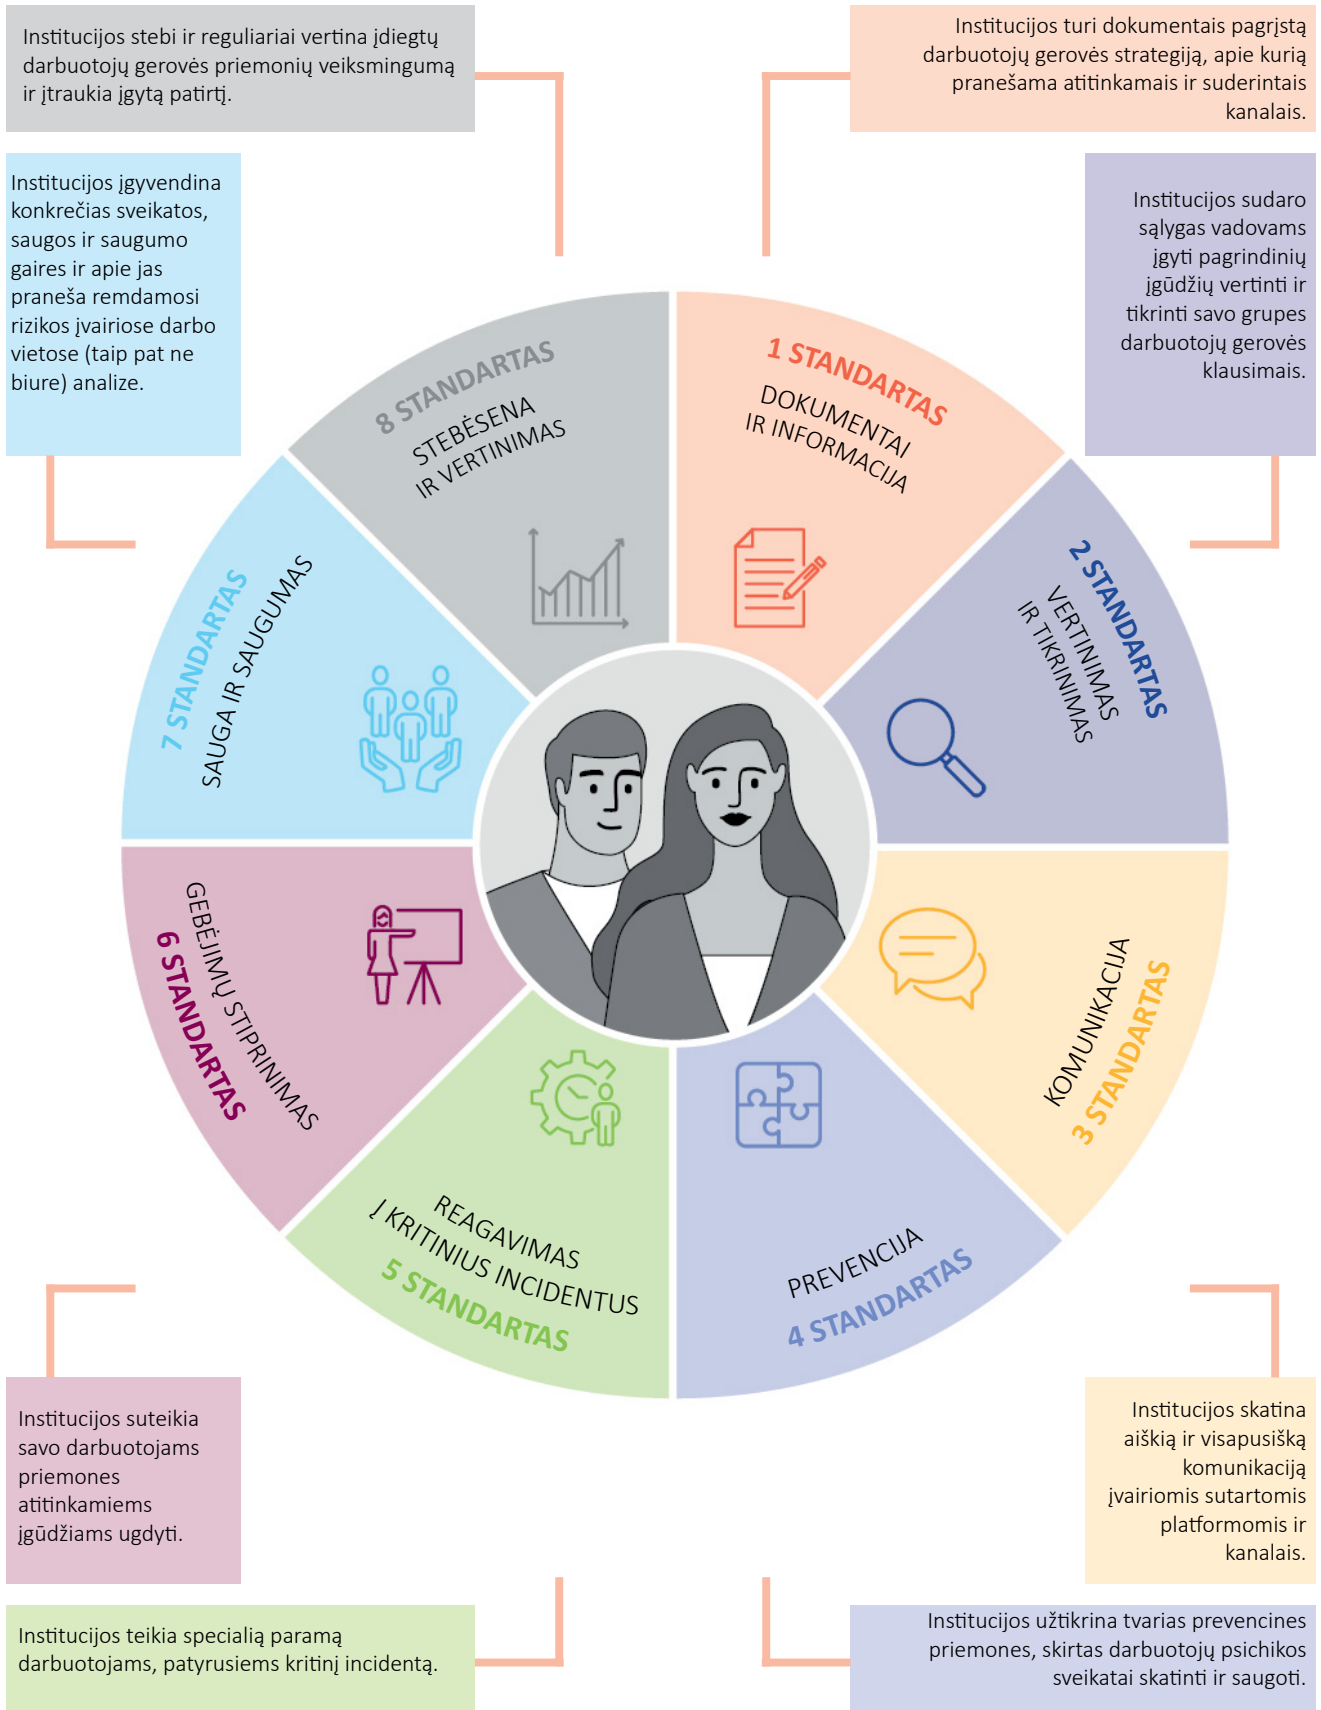 Institucijos stebi ir reguliariai vertina įdiegtų
darbuotojų gerovės priemonių veiksmingumą
ir įtraukia įgytą patirtį.
Institucijos turi dokumentais pagrįstą
darbuotojų gerovės strategiją, apie kurią
pranešama atitinkamais ir suderintais
kanalais.
Institucijos įgyvendina
konkrečias sveikatos,
saugos ir saugumo
gaires ir apie jas
praneša remdamosi
rizikos įvairiose darbo
vietose (taip pat ne
biure) analize.
Institucijos sudaro
sąlygas vadovams
įgyti pagrindinių
įgūdžių vertinti ir
tikrinti savo grupes
darbuotojų gerovės
klausimais.
8 STANDARTAS
STEBĖSENA
IR VERTINIMAS
1 STANDARTAS
DOKUMENTAI
IR INFORMACIJA
2 STANDARTAS
VERTINIMAS
IR TIKRINIMAS
7 STANDARTAS
SAUGA IR SAUGUMAS
GEBĖJIMŲ STIPRINIMAS
6 STANDARTAS
KOMUNIKACIJA
3 STANDARTAS
REAGAVIMAS
Į KRITINIUS INCIDENTUS
5 STANDARTAS
PREVENCIJA
4 STANDARTAS
Institucijos suteikia
savo darbuotojams
priemones
atitinkamiems
įgūdžiams ugdyti.
Institucijos skatina
aiškią ir visapusišką
komunikaciją
įvairiomis sutartomis
platformomis ir
kanalais.
Institucijos teikia specialią paramą
darbuotojams, patyrusiems kritinį incidentą.
Institucijos užtikrina tvarias prevencines
priemones, skirtas darbuotojų psichikos
sveikatai skatinti ir saugoti.